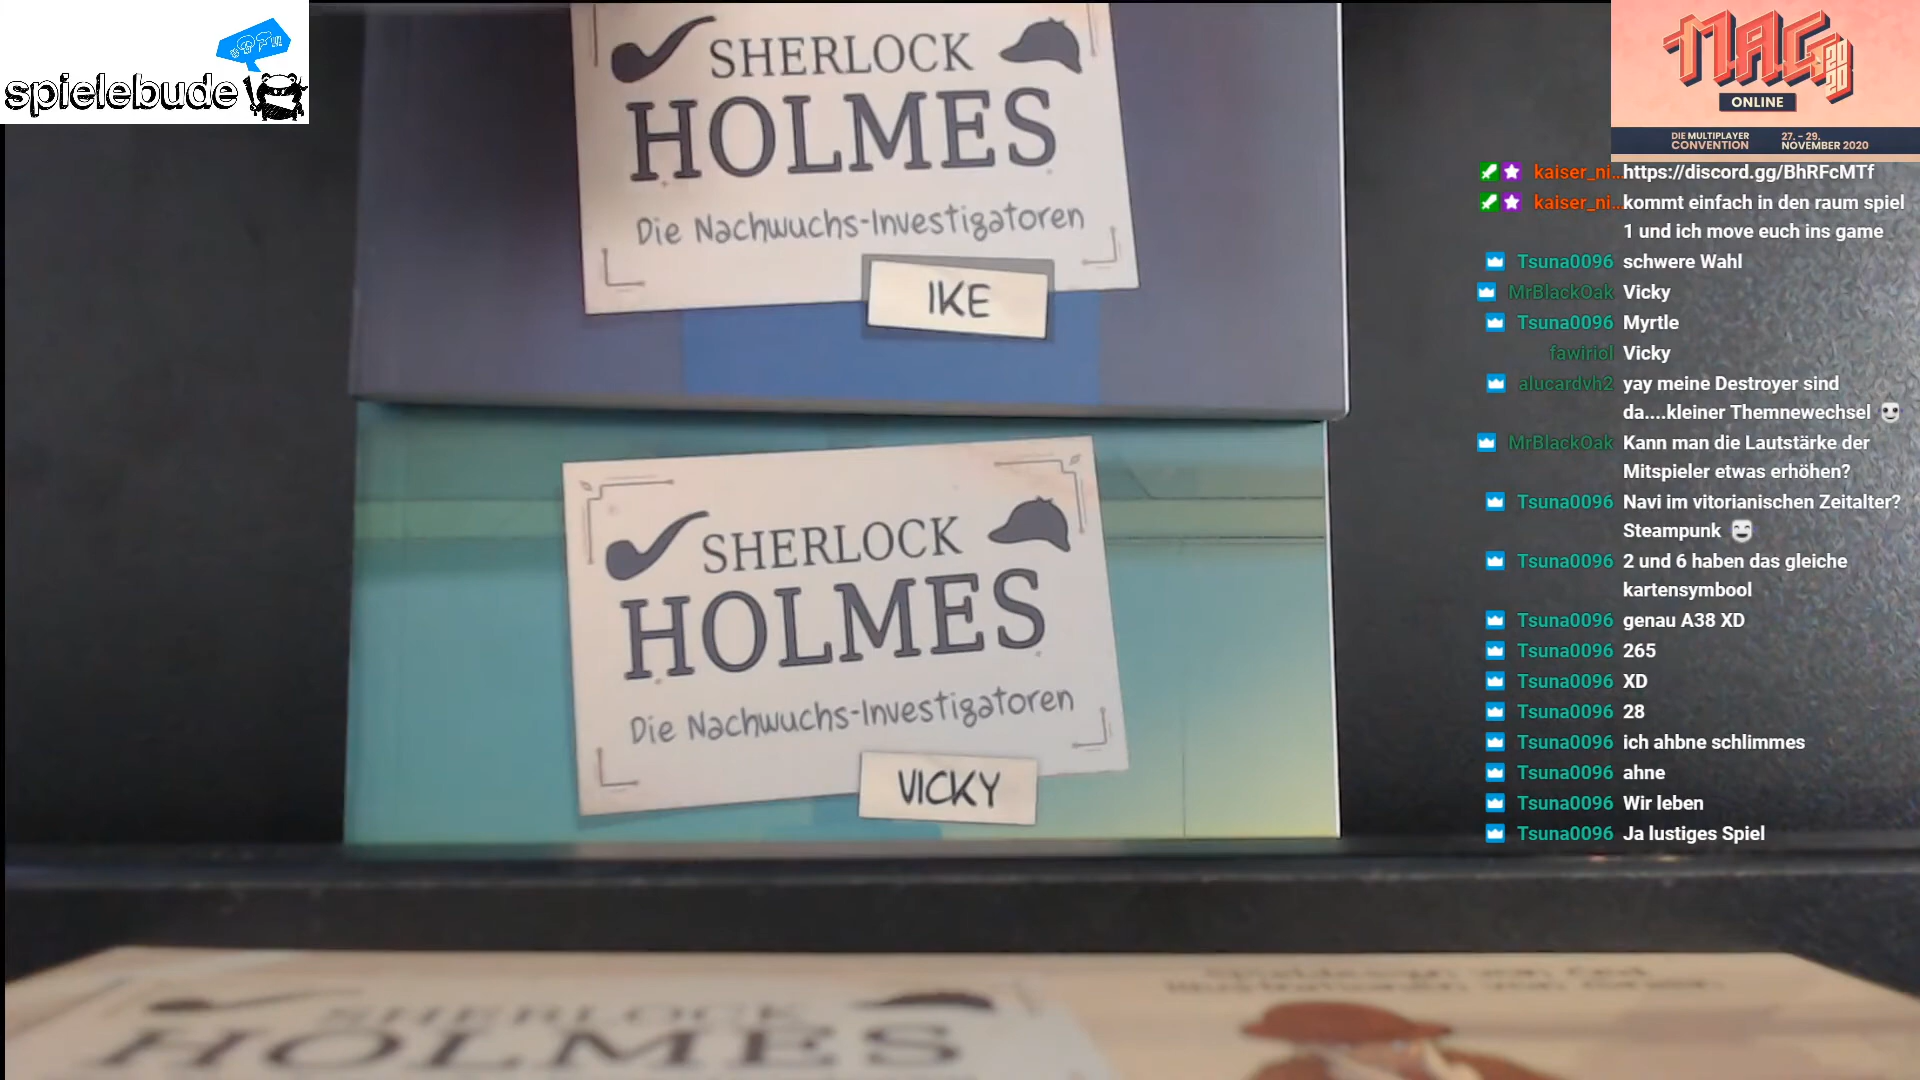 spielebude
MAG
2020
ONLINE
DIE MULTIPLAYER
CONVENTION
27. – 29.
NOVEMBER 2020
SHERLOCK
HOLMES
Die Nachwuchs-Investigatoren
IKE
SHERLOCK
HOLMES
Die Nachwuchs-Investigatoren
VICKY
SHERLOCK
HOLMES
kaiser_ni... https://discord.gg/BhRFcMTf
kaiser_ni... kommt einfach in den raum spiel
1 und ich move euch ins game
Tsuna0096 schwere Wahl
MrBlackOak Vicky
Tsuna0096 Myrtle
fawiriol Vicky
alucardvh2 yay meine Destroyer sind
da....kleiner Themnewechsel
MrBlackOak Kann man die Lautstärke der
Mitspieler etwas erhöhen?
Tsuna0096 Navi im vitorianischen Zeitalter?
Steampunk
Tsuna0096 2 und 6 haben das gleiche
kartensymbool
Tsuna0096 genau A38 XD
Tsuna0096 265
Tsuna0096 XD
Tsuna0096 28
Tsuna0096 ich ahbne schlimmes
Tsuna0096 ahne
Tsuna0096 Wir leben
Tsuna0096 Ja lustiges Spiel